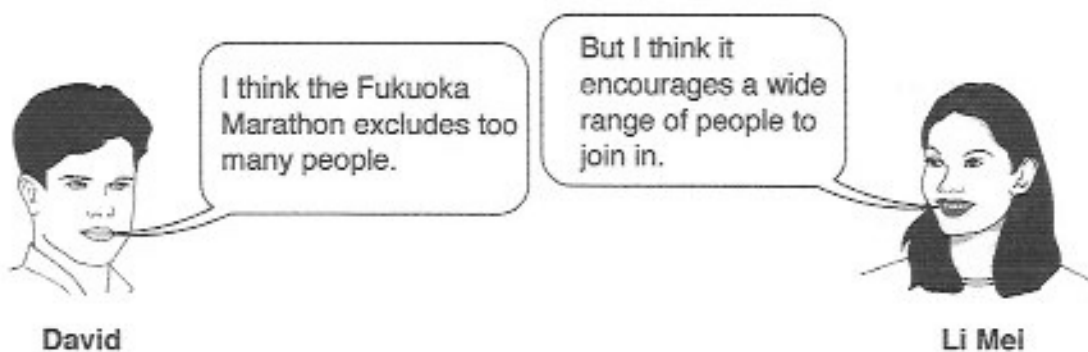 I think the Fukuoka
Marathon excludes too
many people.
But I think it
encourages a wide
range of people to
join in.
David
Li Mei